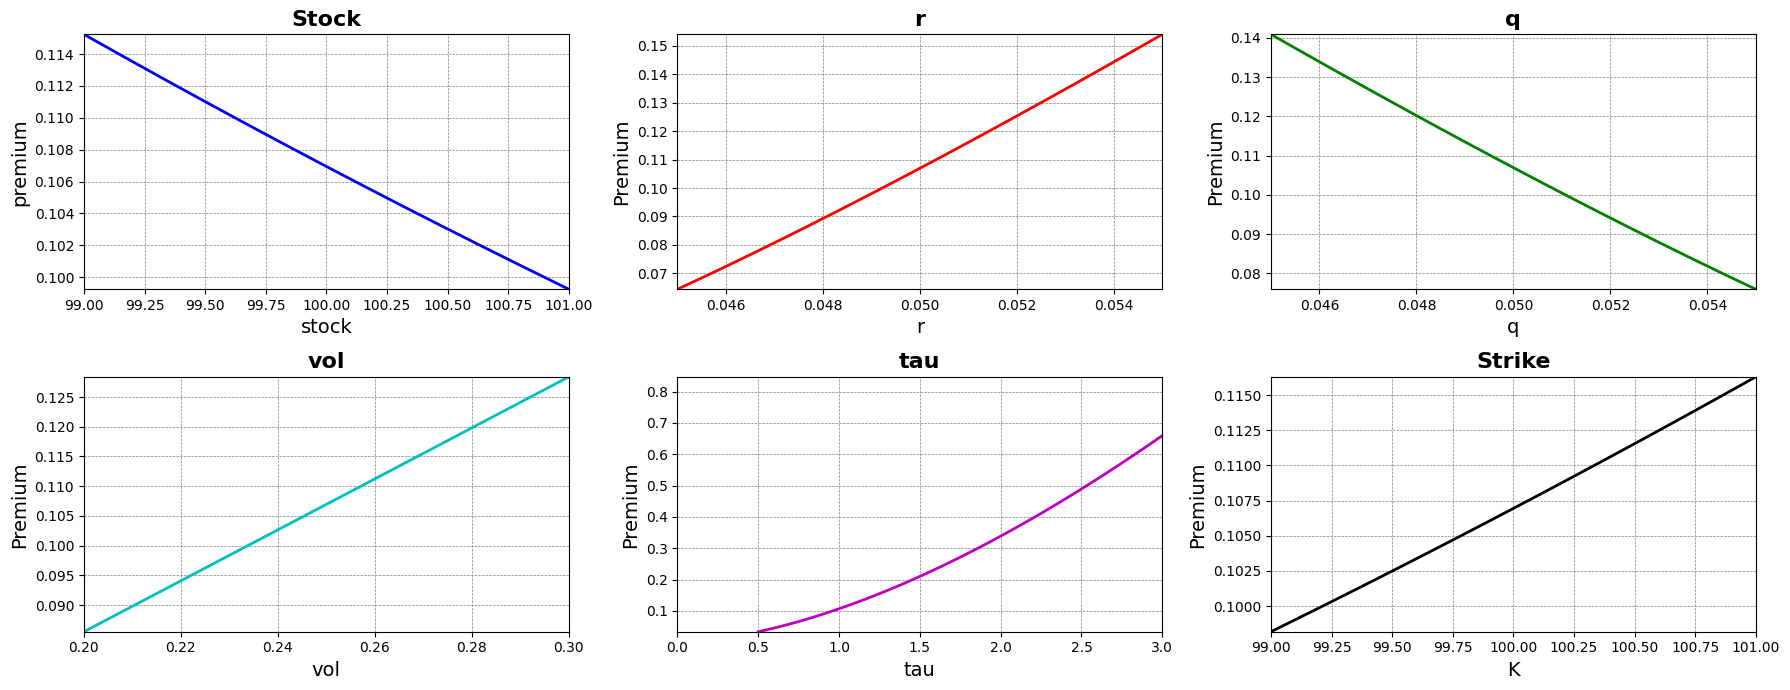 Stock
premium
0.114
0.112
0.110
0.108
0.106
0.104
0.102
0.100
99.00 99.25 99.50 99.75 100.00 100.25 100.50 100.75 101.00
stock
r
Premium
0.15
0.14
0.13
0.12
0.11
0.10
0.09
0.08
0.07
0.046 0.048 0.050 0.052 0.054
r
q
Premium
0.14
0.13
0.12
0.11
0.10
0.09
0.08
0.046 0.048 0.050 0.052 0.054
q
vol
Premium
0.125
0.120
0.115
0.110
0.105
0.100
0.095
0.090
0.20 0.22 0.24 0.26 0.28 0.30
vol
tau
Premium
0.8
0.7
0.6
0.5
0.4
0.3
0.2
0.1
0.0 0.5 1.0 1.5 2.0 2.5 3.0
tau
Strike
Premium
0.1150
0.1125
0.1100
0.1075
0.1050
0.1025
0.1000
99.00 99.25 99.50 99.75 100.00 100.25 100.50 100.75 101.00
K